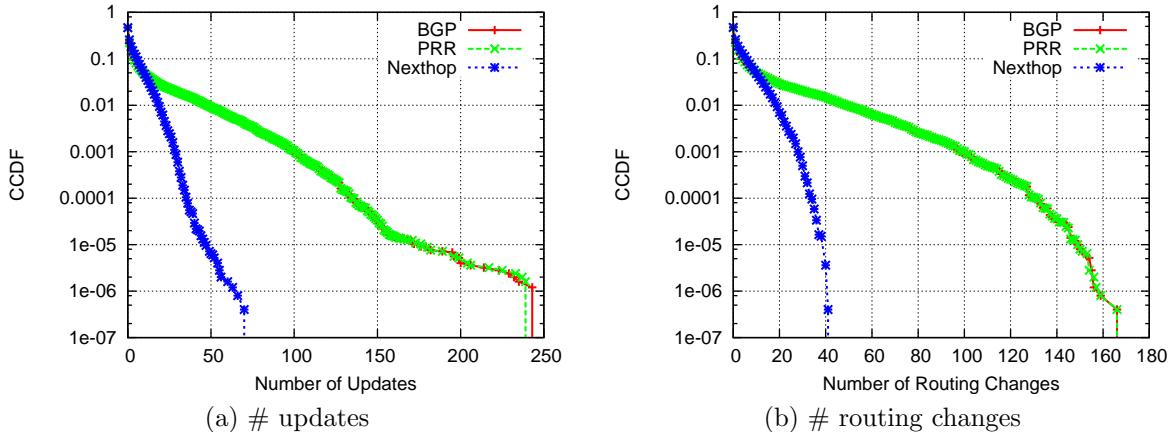 1
0.1
0.01
0.001
0.0001
1e-05
1e-06
1e-07
CCDF
0 50 100 150 200 250
Number of Updates
BGP
PRR
Nexthop
(a) # updates
1
0.1
0.01
0.001
0.0001
1e-05
1e-06
1e-07
CCDF
0 20 40 60 80 100 120 140 160 180
Number of Routing Changes
BGP
PRR
Nexthop
(b) # routing changes